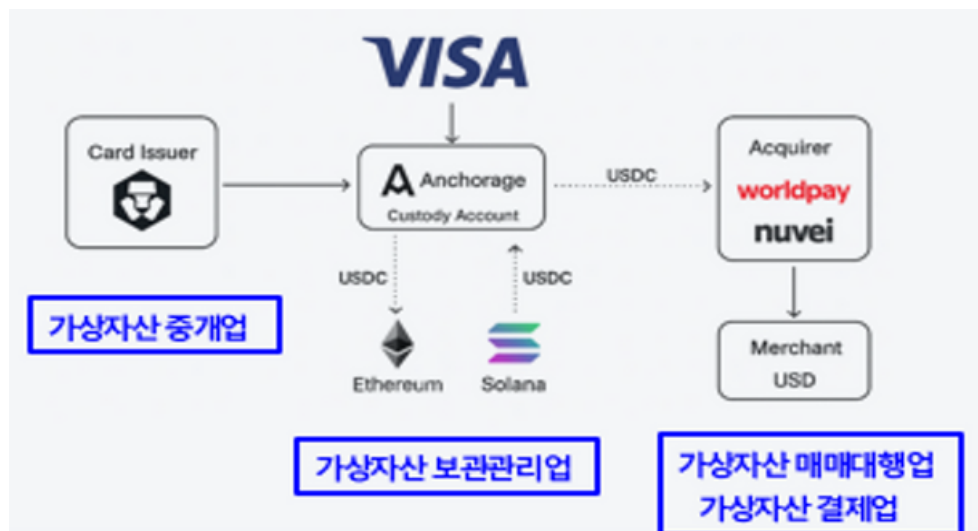 VISA
Card Issuer
Anchorage
Custody Account
USDC
Acquirer
worldpay
nuvei
USDC
USDC
가상자산 중개업
Ethereum
Solana
Merchant
USD
가상자산 보관관리업
가상자산 매매대행업
가상자산 결제업